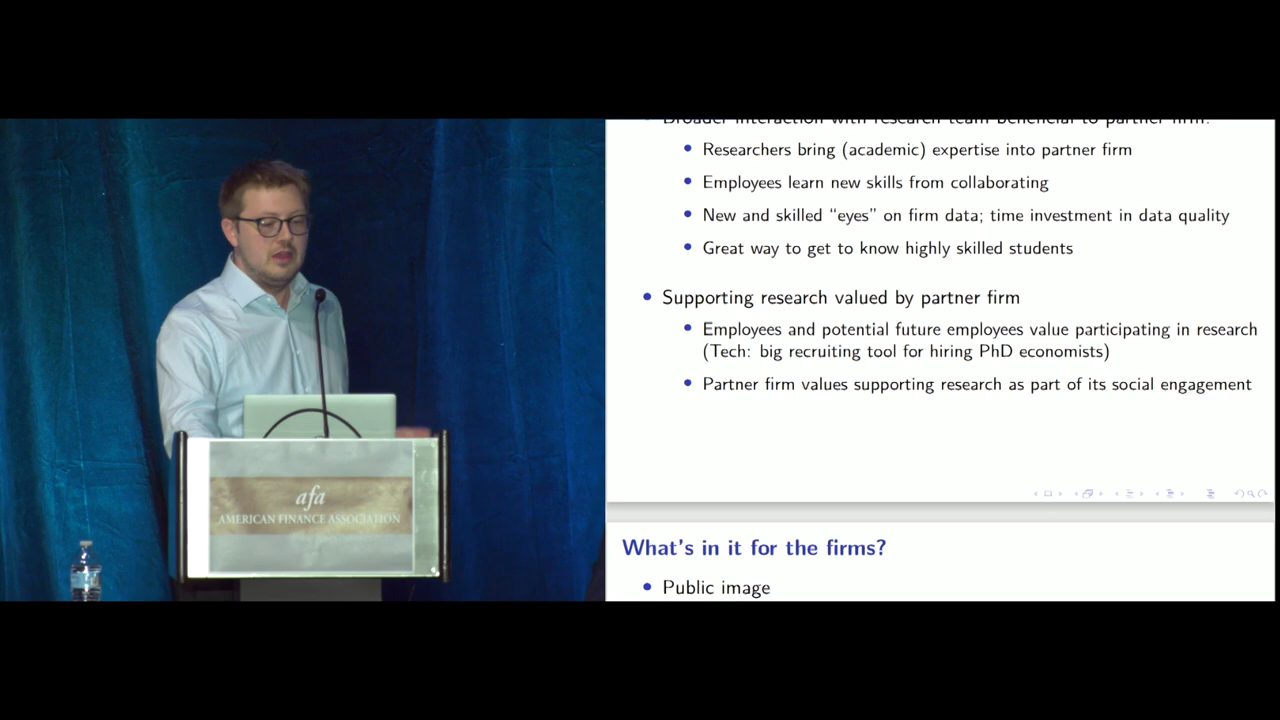 Broader interaction with research team beneficial to partner firm:
• Researchers bring (academic) expertise into partner firm
• Employees learn new skills from collaborating
• New and skilled “eyes” on firm data; time investment in data quality
• Great way to get to know highly skilled students
• Supporting research valued by partner firm
• Employees and potential future employees value participating in research
(Tech: big recruiting tool for hiring PhD economists)
• Partner firm values supporting research as part of its social engagement
What's in it for the firms?
• Public image
afa
AMERICAN FINANCE ASSOCIATION